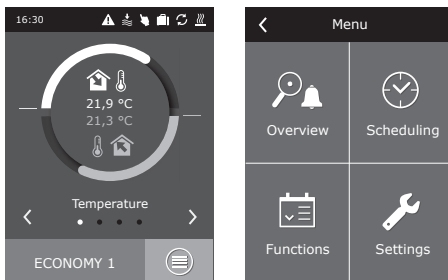 16:30
21,9 °C
21,3 °C
Temperature
ECONOMY 1
Menu
Overview
Scheduling
Functions
Settings